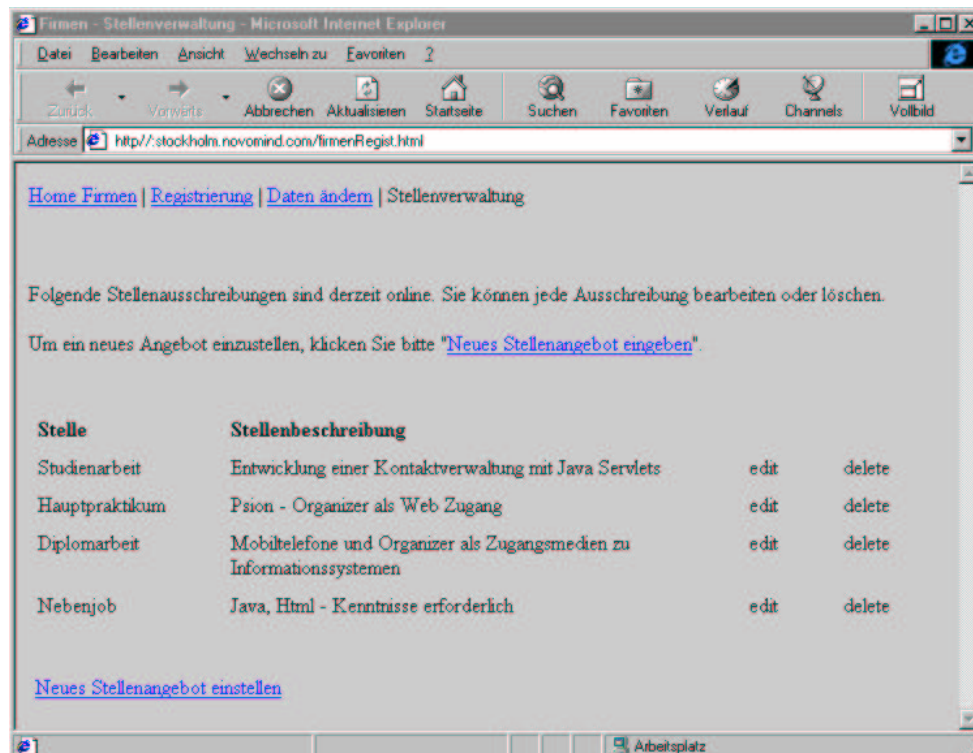 Firmen - Stellenverwaltung - Microsoft Internet Explorer
Datei Bearbeiten Ansicht Wechseln zu Favoriten ?
Zurück Vorwärts Abbrechen Aktualisieren Startseite Suchen Favoriten Verlauf Channels Vollbild
Adresse http//:stockholm.novomind.com/firmenRegist.html
Home Firmen | Registrierung | Daten ändern | Stellenverwaltung
Folgende Stellenausschreibungen sind derzeit online. Sie können jede Ausschreibung bearbeiten oder löschen.
Um ein neues Angebot einzustellen, klicken Sie bitte "Neues Stellenangebot eingeben".
Stelle Stellenbeschreibung
Studienarbeit Entwicklung einer Kontaktverwaltung mit Java Servlets edit delete
Hauptpraktikum Psion - Organizer als Web Zugang edit delete
Diplomarbeit Mobiltelefone und Organizer als Zugangsmedien zu edit delete
Informationssystemen
Nebenjob Java, Html - Kenntnisse erforderlich edit delete
Neues Stellenangebot einstellen
Arbeitsplatz